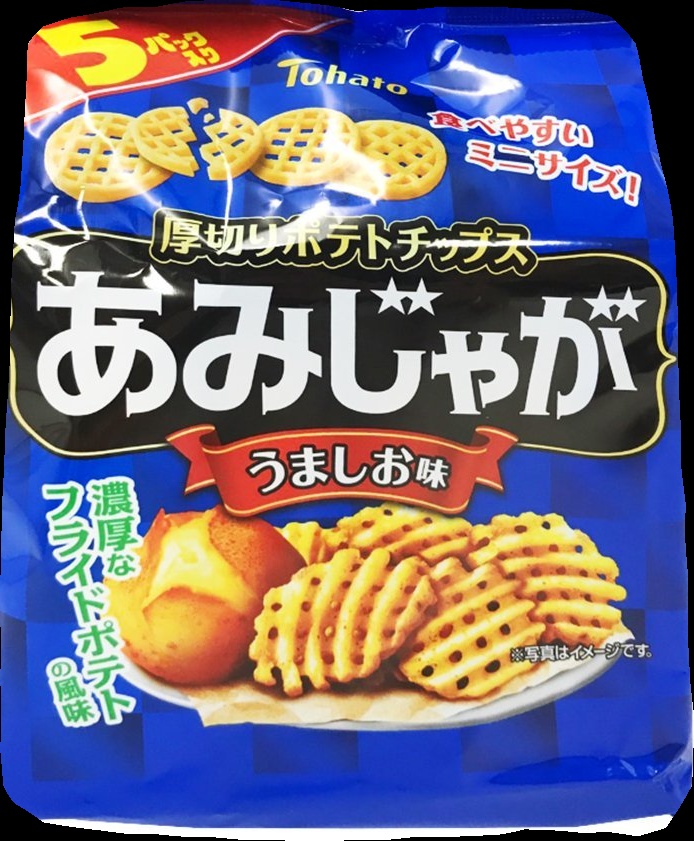 5パック入り
Tohato
食べやすい
ミニサイズ!
厚切りポテトチップス
あみじゃが
うましお味
濃厚な
フライドポテト
の風味
※写真はイメージです。